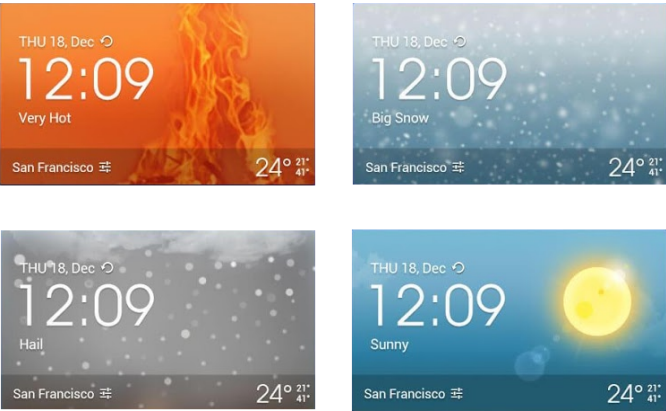 THU 18, Dec
12:09
Very Hot
San Francisco
24° 21°
41°
THU 18, Dec
12:09
Big Snow
San Francisco
24° 21°
41°
THU 18, Dec
12:09
Hail
San Francisco
24° 21°
41°
THU 18, Dec
12:09
Sunny
San Francisco
24° 21°
41°